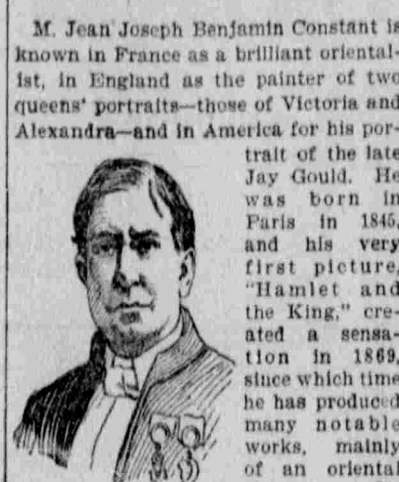 M. Jean Joseph Benjamin Constant is
known in France as a brilliant oriental-
ist, in England as the painter of two
queens' portraits—those of Victoria and
Alexandra—and in America for his por-
trait of the late
Jay Gould. He
was born in
Paris in 1845,
and his very
first picture,
"Hamlet and
the King," cre-
ated a sensa-
tion in 1869,
since which time
he has produced
many notable
works, mainly
of an oriental